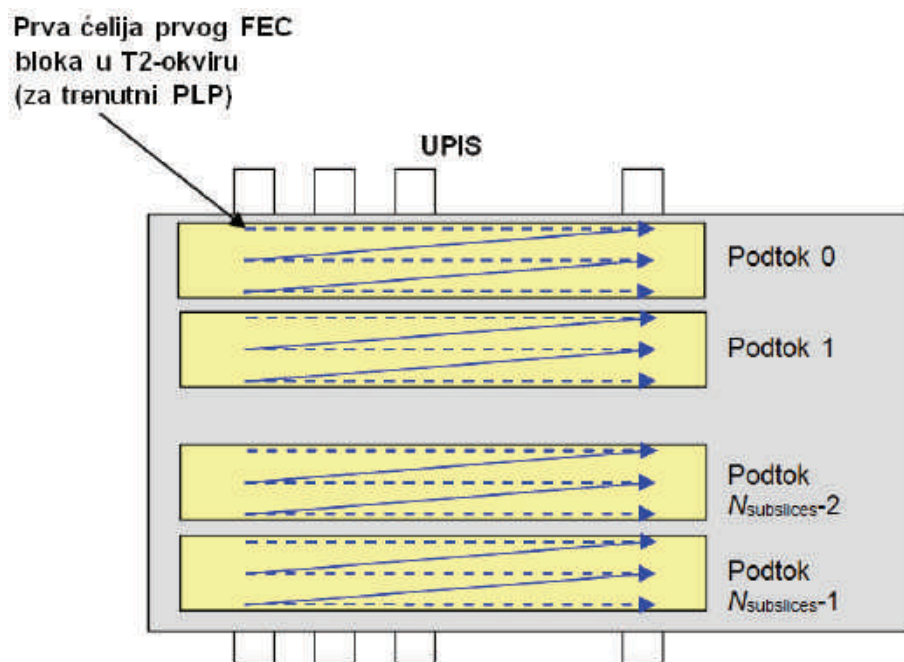 Prva ćelija prvog FEC
bloka u T2-okviru
(za trenutni PLP)
UPIS
Podtok 0
Podtok 1
Podtok
Nsubslices-2
Podtok
Nsubslices-1